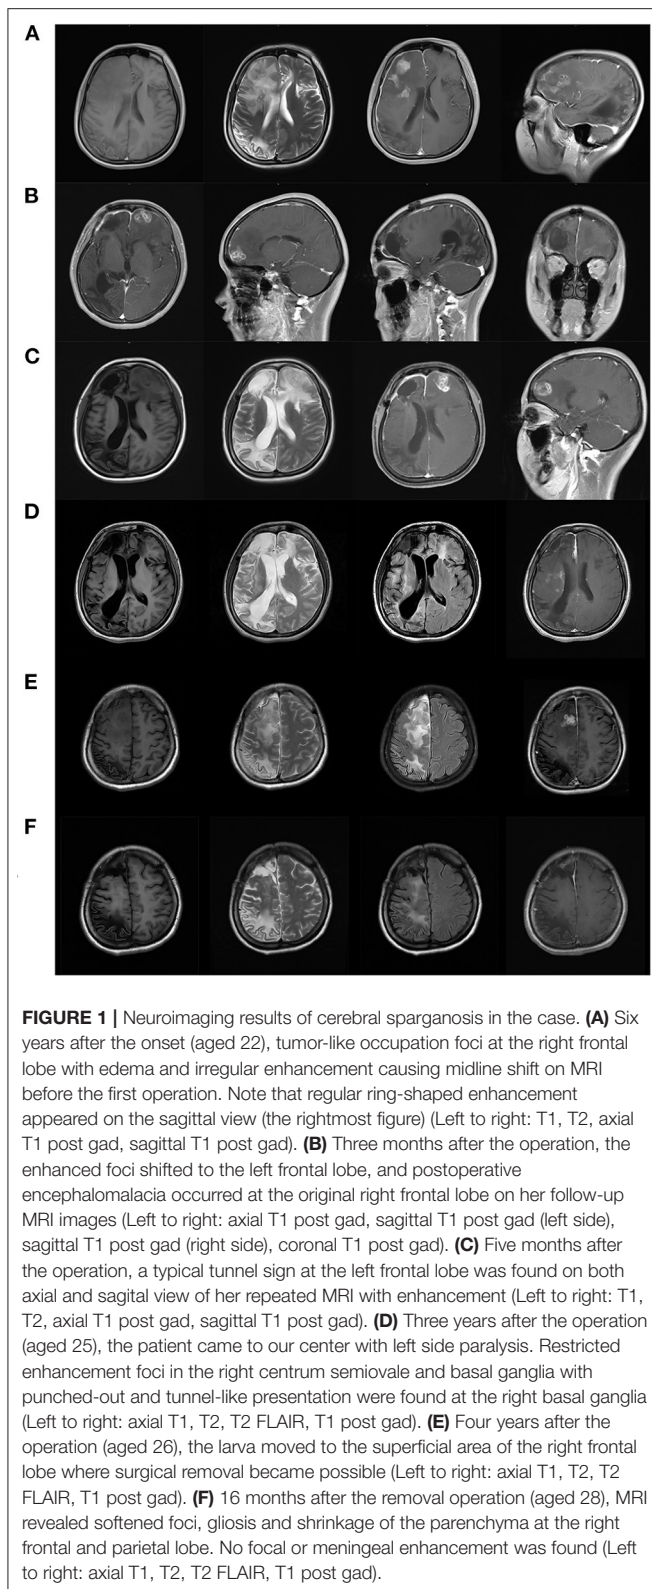 A
B
C
D
E
F
FIGURE 1 | Neuroimaging results of cerebral sparganosis in the case. (A) Six
years after the onset (aged 22), tumor-like occupation foci at the right frontal
lobe with edema and irregular enhancement causing midline shift on MRI
before the first operation. Note that regular ring-shaped enhancement
appeared on the sagittal view (the rightmost figure) (Left to right: T1, T2, axial
T1 post gad, sagittal T1 post gad). (B) Three months after the operation, the
enhanced foci shifted to the left frontal lobe, and postoperative
encephalomalacia occurred at the original right frontal lobe on her follow-up
MRI images (Left to right: axial T1 post gad, sagittal T1 post gad (left side),
sagittal T1 post gad (right side), coronal T1 post gad). (C) Five months after
the operation, a typical tunnel sign at the left frontal lobe was found on both
axial and sagital view of her repeated MRI with enhancement (Left to right: T1,
T2, axial T1 post gad, sagittal T1 post gad). (D) Three years after the operation
(aged 25), the patient came to our center with left side paralysis. Restricted
enhancement foci in the right centrum semiovale and basal ganglia with
punched-out and tunnel-like presentation were found at the right basal ganglia
(Left to right: axial T1, T2, T2 FLAIR, T1 post gad). (E) Four years after the
operation (aged 26), the larva moved to the superficial area of the right frontal
lobe where surgical removal became possible (Left to right: axial T1, T2, T2
FLAIR, T1 post gad). (F) 16 months after the removal operation (aged 28), MRI
revealed softened foci, gliosis and shrinkage of the parenchyma at the right
frontal and parietal lobe. No focal or meningeal enhancement was found (Left
to right: axial T1, T2, T2 FLAIR, T1 post gad).